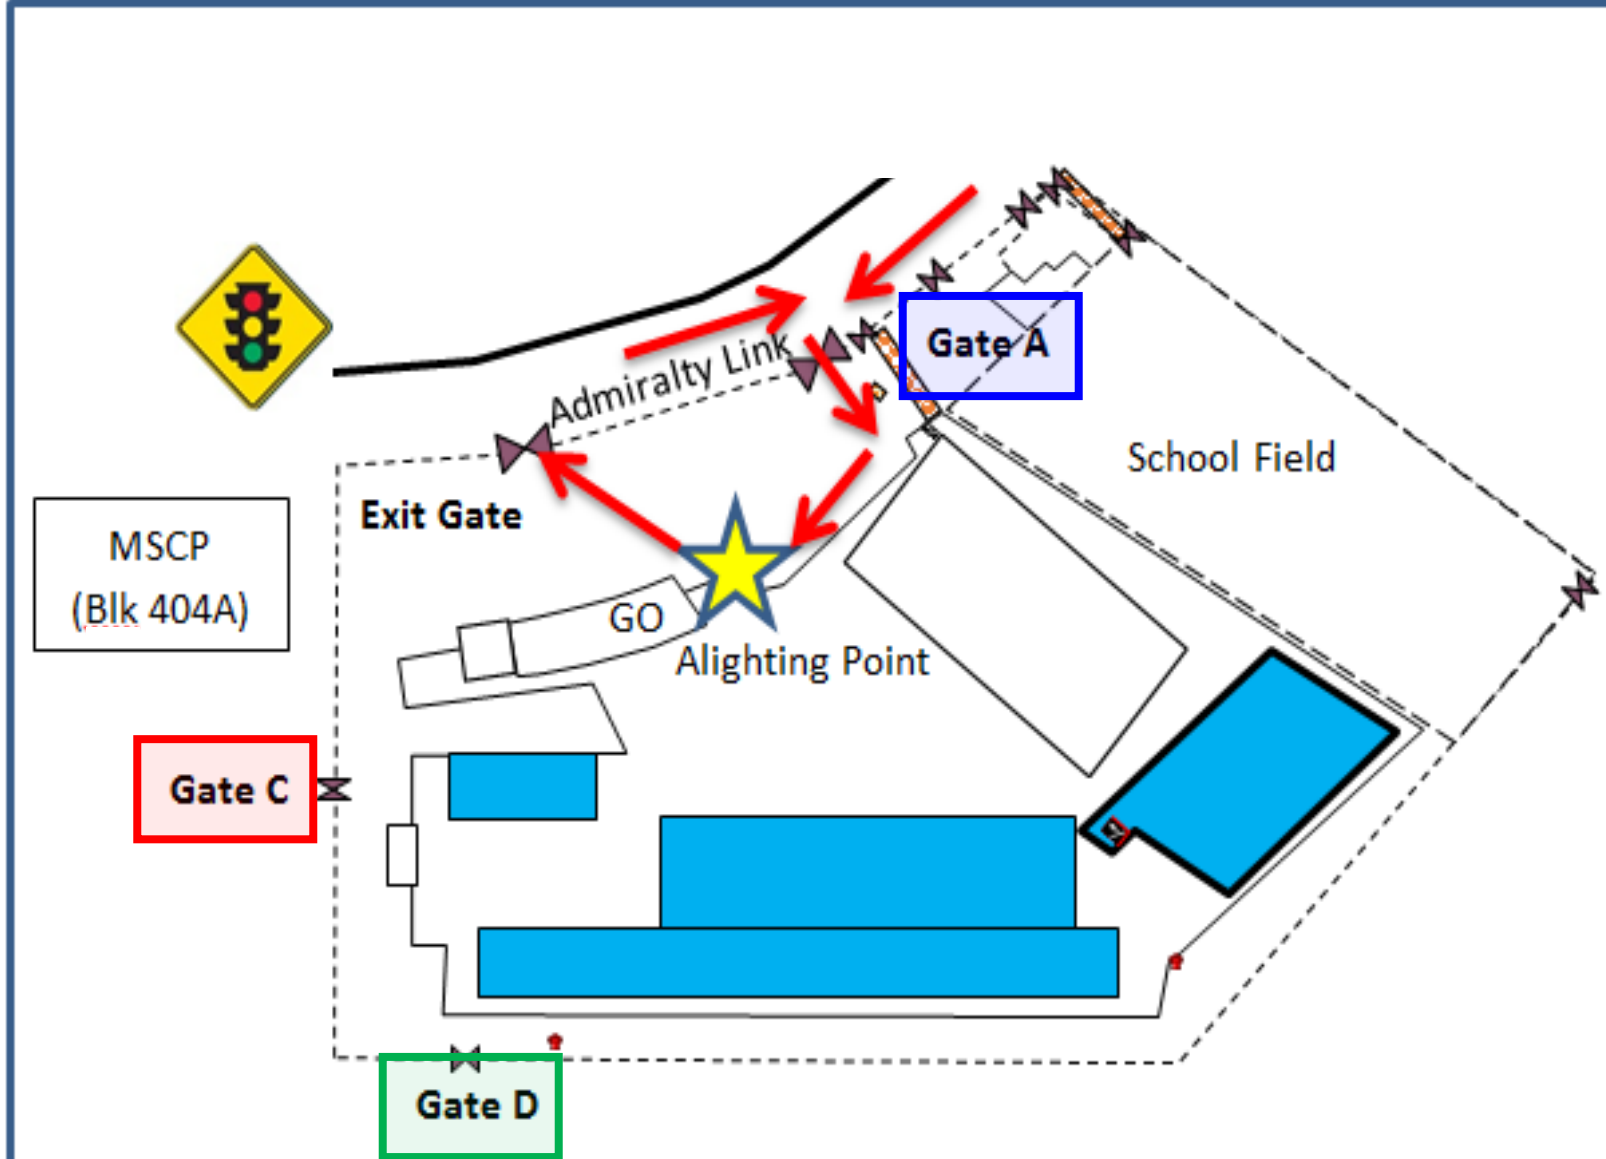 Gate A
Admiralty Link
School Field
Exit Gate
MSCP
(Blk 404A)
GO
Alighting Point
Gate C
Gate D